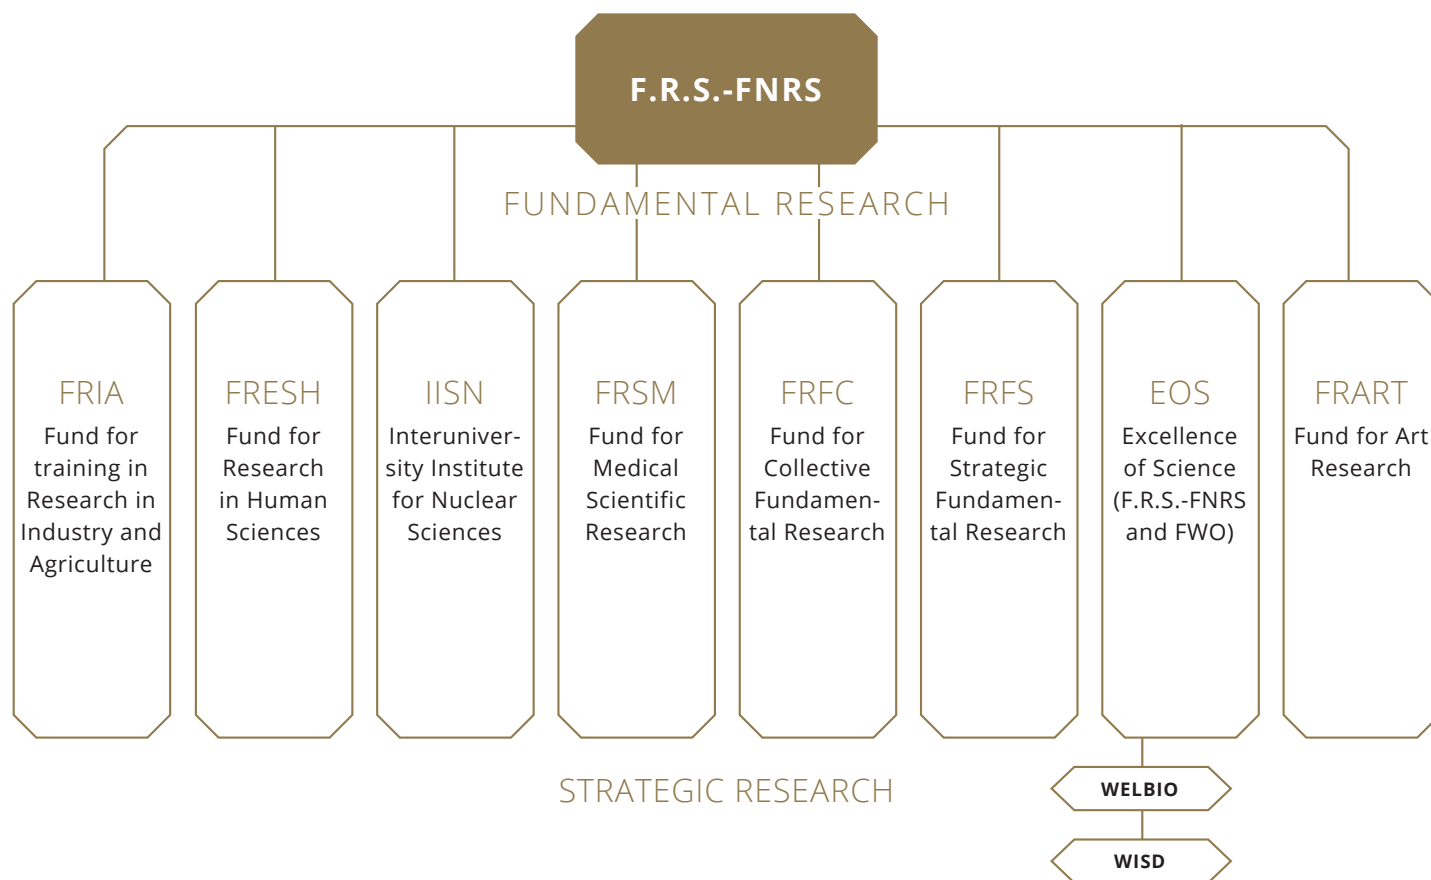 F.R.S.-FNRS
FUNDAMENTAL RESEARCH
FRIA
Fund for
training in
Research in
Industry and
Agriculture
FRESH
Fund for
Research
in Human
Sciences
IISN
Interuniver-
sity Institute
for Nuclear
Sciences
FRSM
Fund for
Medical
Scientific
Research
FRFC
Fund for
Collective
Fundamen-
tal Research
FRFS
Fund for
Strategic
Fundamen-
tal Research
EOS
Excellence
of Science
(F.R.S.-FNRS
and FWO)
FRART
Fund for Art
Research
STRATEGIC RESEARCH
WELBIO
WISD